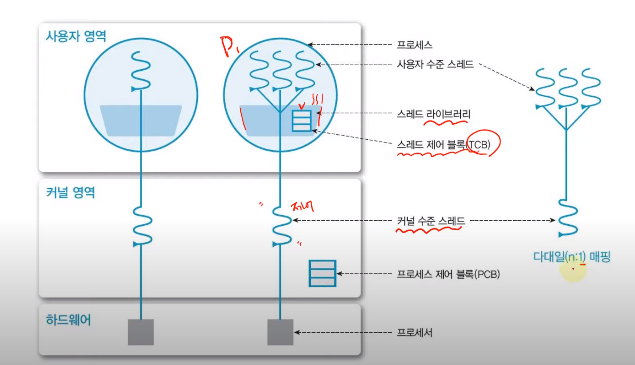 사용자 영역
P₁
프로세스
사용자 수준 스레드
스레드 라이브러리
스레드 제어 블록(TCB)
커널 영역
제어
커널 수준 스레드
다대일(n:1) 매핑
프로세스 제어 블록(PCB)
하드웨어
프로세서